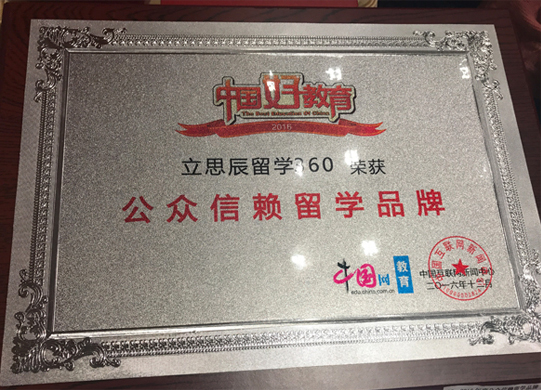 中国好教育
The Best Education Of China
2016
立思辰留学360 荣获
公众信赖留学品牌
中国网 教育
edu.china.com.cn
中国互联网新闻中心
二〇一六年十二月